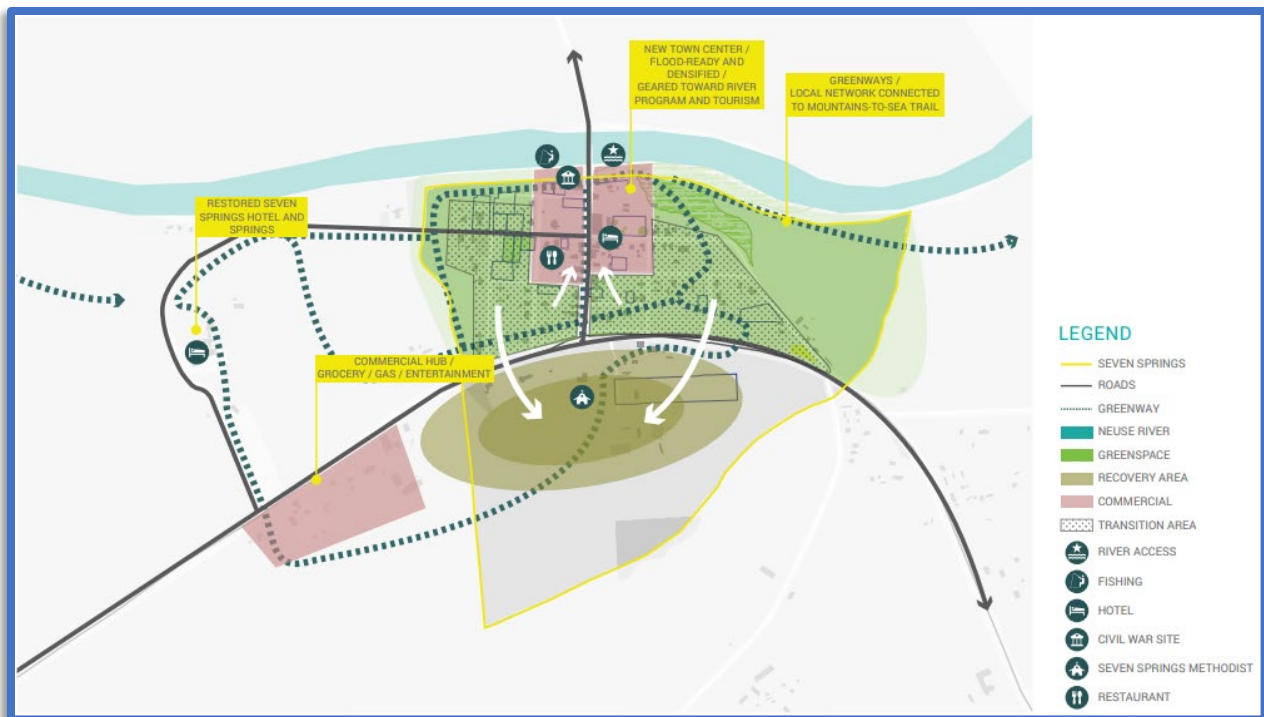 NEW TOWN CENTER /
FLOOD-READY AND
DENSIFIED /
GEARED TOWARD RIVER
PROGRAM AND TOURISM
GREENWAYS /
LOCAL NETWORK CONNECTED
TO MOUNTAINS-TO-SEA TRAIL
RESTORED SEVEN
SPRINGS HOTEL AND
SPRINGS
COMMERCIAL HUB /
GROCERY / GAS / ENTERTAINMENT
LEGEND
SEVEN SPRINGS
ROADS
GREENWAY
NEUSE RIVER
GREENSPACE
RECOVERY AREA
COMMERCIAL
TRANSITION AREA
RIVER ACCESS
FISHING
HOTEL
CIVIL WAR SITE
SEVEN SPRINGS METHODIST
RESTAURANT